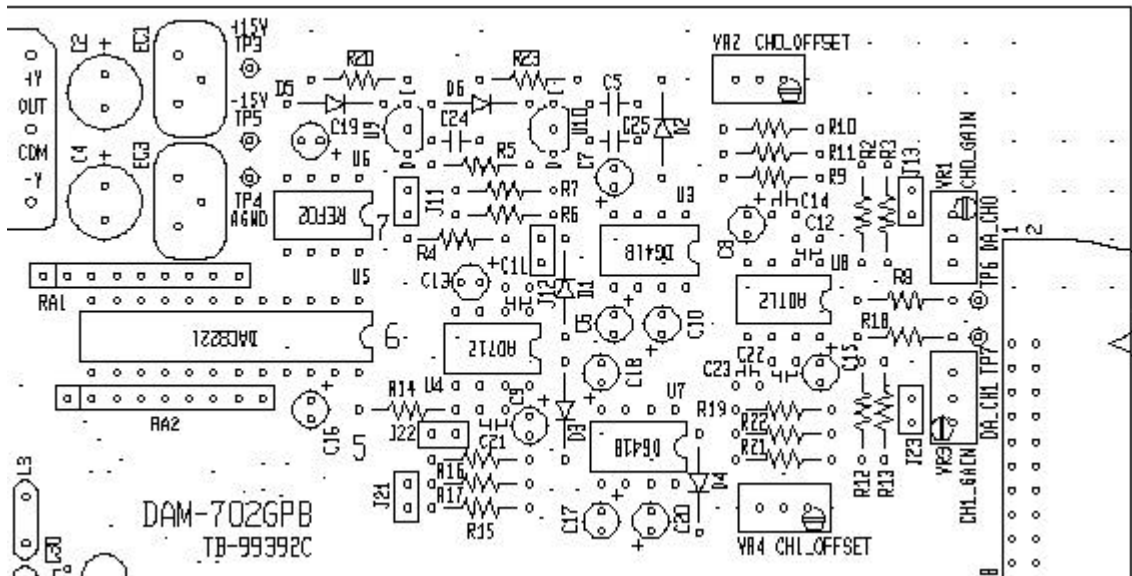 +15V
TP3
EC1
C2
+
+Y
OUT
COM
-Y
-15V
TP5
C4
+
EC3
TP4
AGND
RA1
RA2
R20
D5
C19
+
U9
U6
REF02
7
U5
DAC8221
6
C16
+
5
R23
D6
C24
U10
C5
C25
C7
+
D2
R5
R7
R6
J11
R4
C13
+
C11
J12
D1
U3
DG418
AD712
U4
C10
+
C18
+
C9
+
C21
D3
R14
J22
R16
R17
R15
J21
U7
DG418
D4
C17
+
C20
+
VR2 CH0_OFFSET
R10
R11
R9
C14
C12
C8
+
U8
AD712
R2
R3
J13
VR1
CH0_GAIN
TP6 DA_CH0
R8
R18
C22
C23
C15
+
R19
R22
R21
R12
R13
J23
VR3
DA_CH1 TP7
CH1_GAIN
VR4 CH1_OFFSET
1
2
L3
DAM-702GPB
TB-99392C